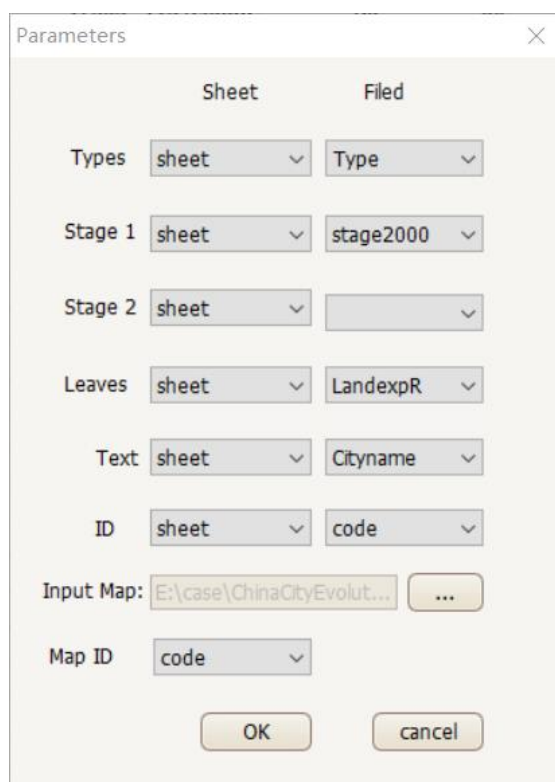 Parameters
Sheet Filed
Types sheet Type
Stage 1 sheet stage2000
Stage 2 sheet
Leaves sheet LandexpR
Text sheet Cityname
ID sheet code
Input Map: E:\case\ChinaCityEvolut... ...
Map ID code
OK cancel